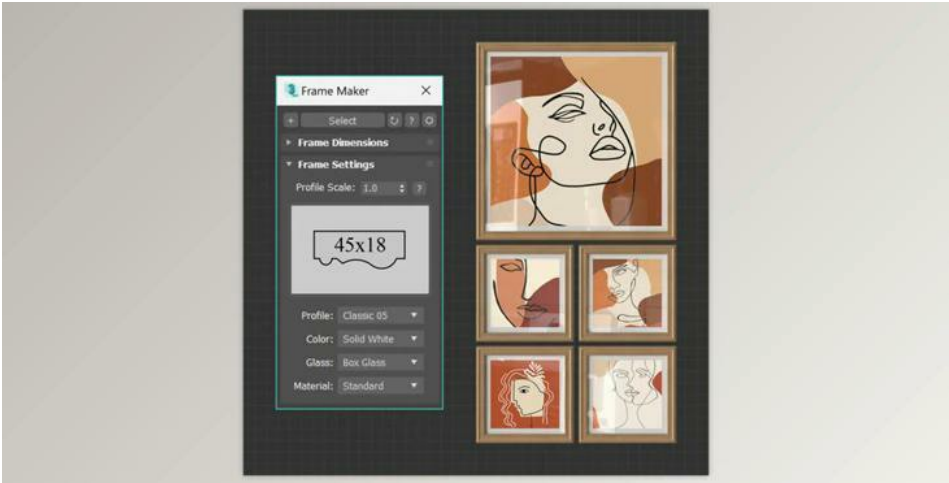 Frame Maker
+ Select ?
Frame Dimensions
Frame Settings
Profile Scale: 1.0 ?
45x18
Profile: Classic 05
Color: Solid White
Glass: Box Glass
Material: Standard